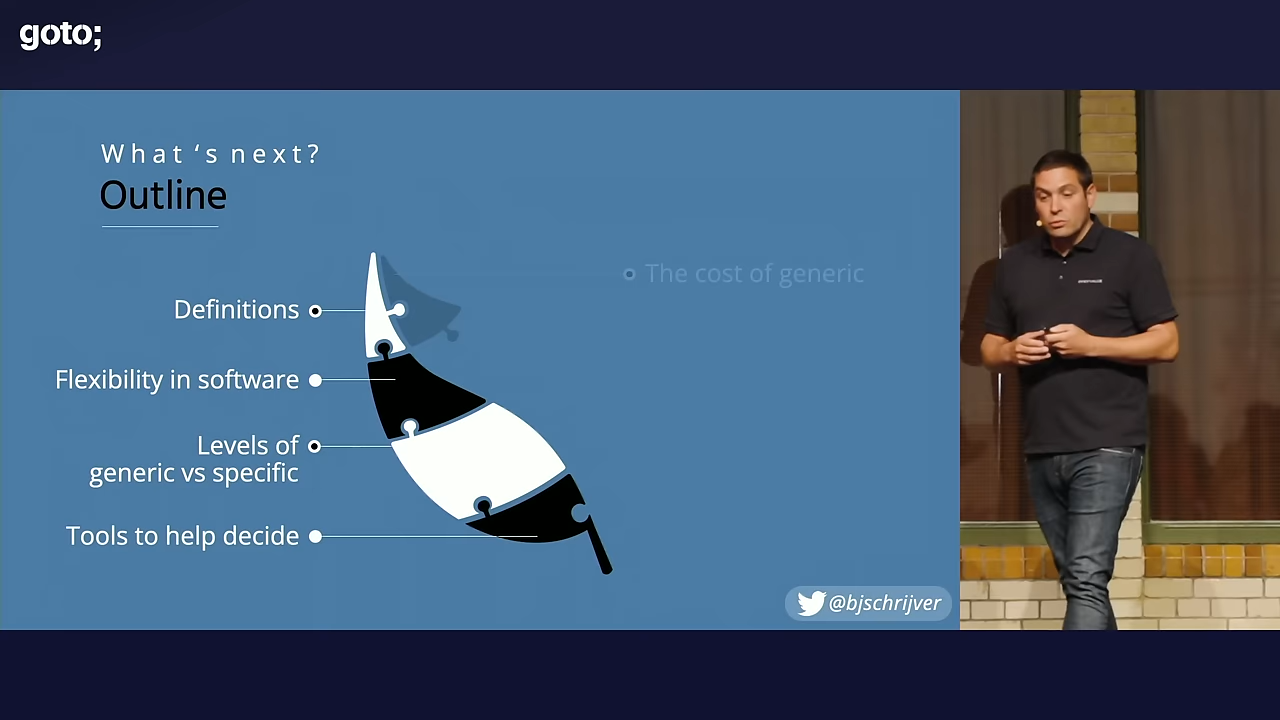 goto;
What ‘s next?
Outline
The cost of generic
Definitions
Flexibility in software
Levels of
generic vs specific
Tools to help decide
@bjschrijver